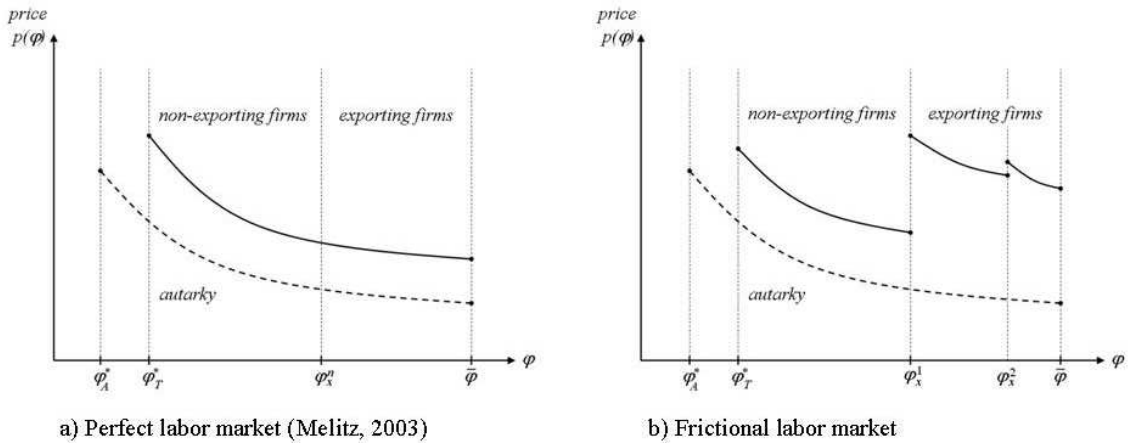 price
p(φ)
non-exporting firms
exporting firms
autarky
φ
φ*A
φ*T
φnx
φ̄
a) Perfect labor market (Melitz, 2003)
price
p(φ)
non-exporting firms
exporting firms
autarky
φ
φ*A
φ*T
φ1x
φ2x
φ̄
b) Frictional labor market